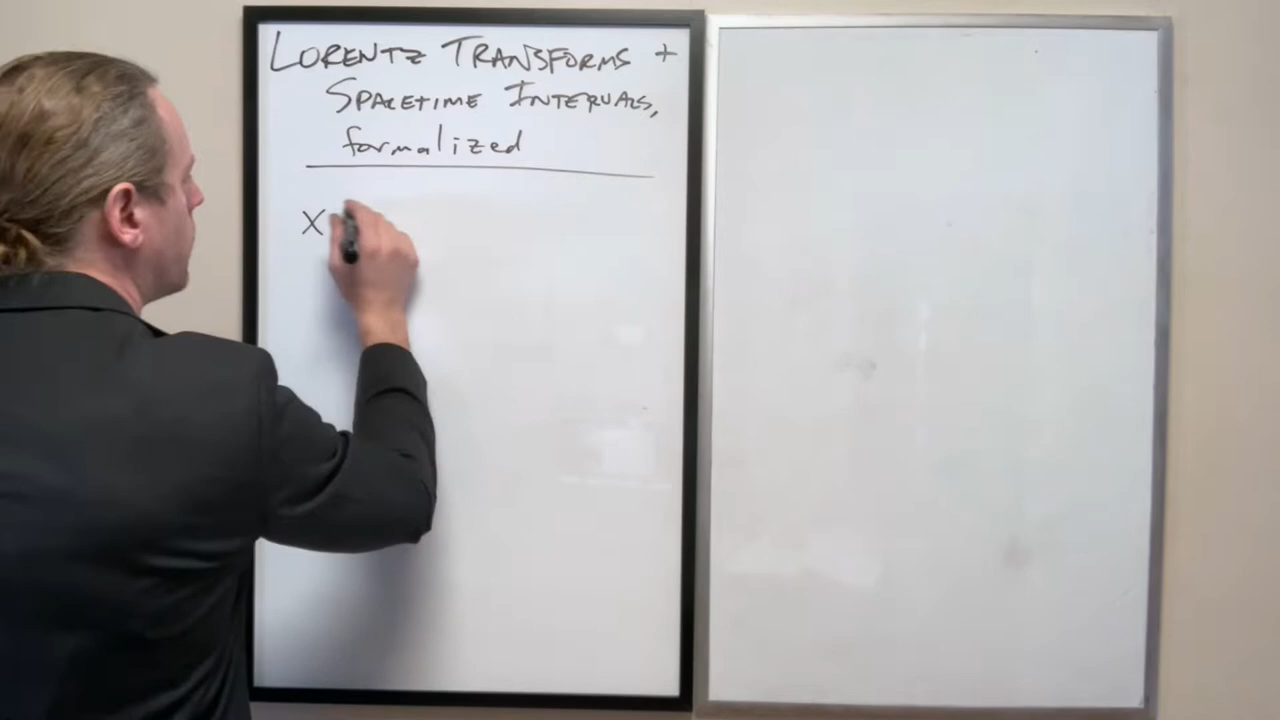 LORENTZ TRANSFORMS +
SPACETIME INTERVALS,
formalized
X